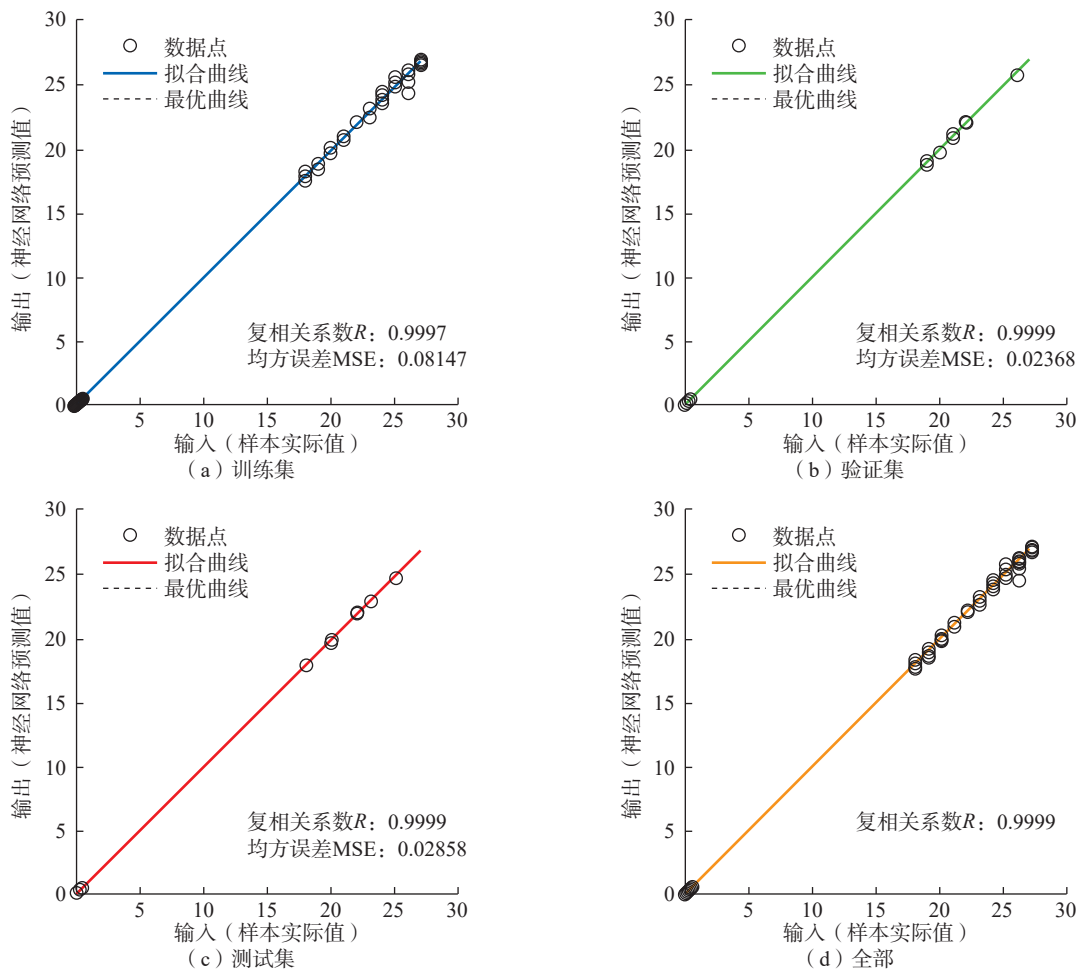 30
25
20
15
10
5
0
输出（神经网络预测值）
数据点
拟合曲线
最优曲线
复相关系数R：0.9997
均方误差MSE：0.08147
5 10 15 20 25 30
输入（样本实际值）
（a）训练集
30
25
20
15
10
5
0
输出（神经网络预测值）
数据点
拟合曲线
最优曲线
复相关系数R：0.9999
均方误差MSE：0.02368
5 10 15 20 25 30
输入（样本实际值）
（b）验证集
30
25
20
15
10
5
0
输出（神经网络预测值）
数据点
拟合曲线
最优曲线
复相关系数R：0.9999
均方误差MSE：0.02858
5 10 15 20 25 30
输入（样本实际值）
（c）测试集
30
25
20
15
10
5
0
输出（神经网络预测值）
数据点
拟合曲线
最优曲线
复相关系数R：0.9999
5 10 15 20 25 30
输入（样本实际值）
（d）全部